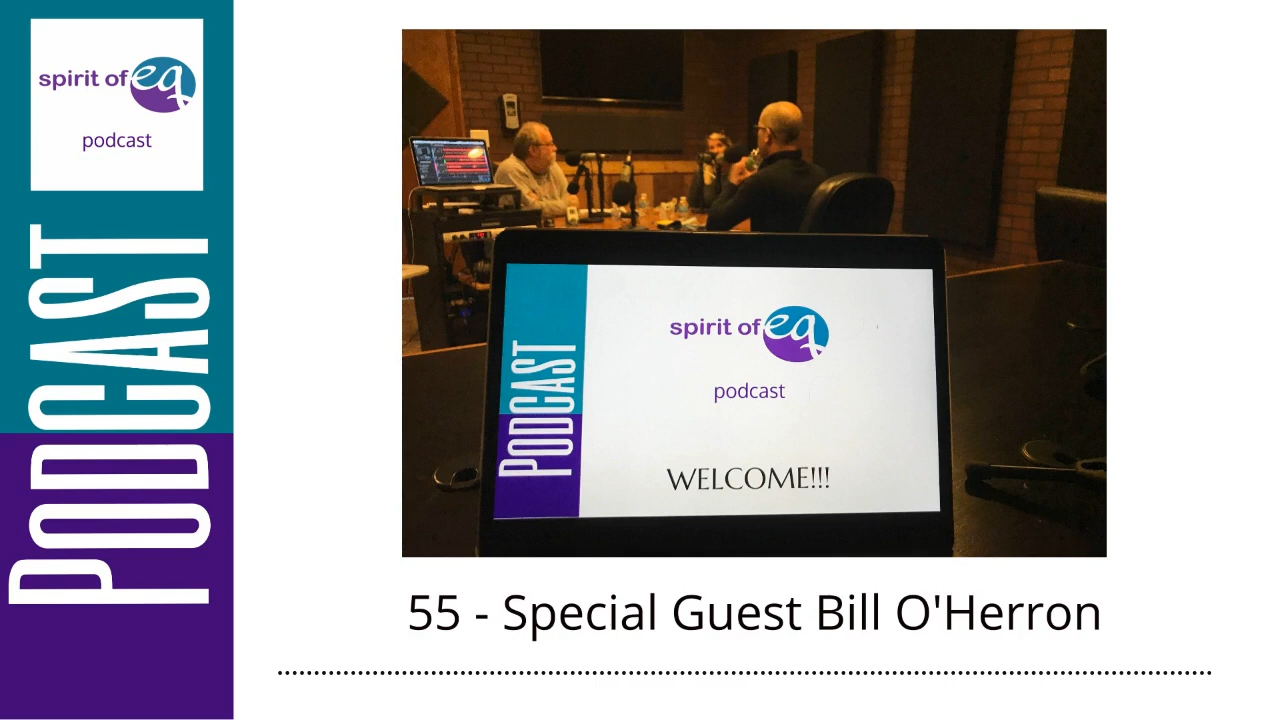 spirit of eq
podcast
PODCAST
spirit of eq
podcast
PODCAST
WELCOME!!!
55 - Special Guest Bill O'Herron